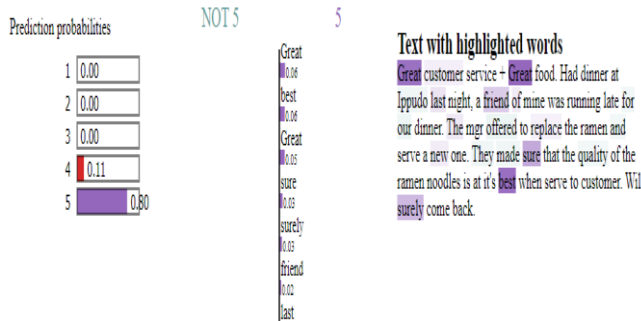 Prediction probabilities
1 0.00
2 0.00
3 0.00
4 0.11
5 0.80
NOT 5 5
Great
0.06
best
0.06
Great
0.05
sure
0.03
surely
0.03
friend
0.02
last
Text with highlighted words
Great customer service + Great food. Had dinner at
Ippudo last night, a friend of mine was running late for
our dinner. The mgr offered to replace the ramen and
serve a new one. They made sure that the quality of the
ramen noodles is at it's best when serve to customer. Wil
surely come back.